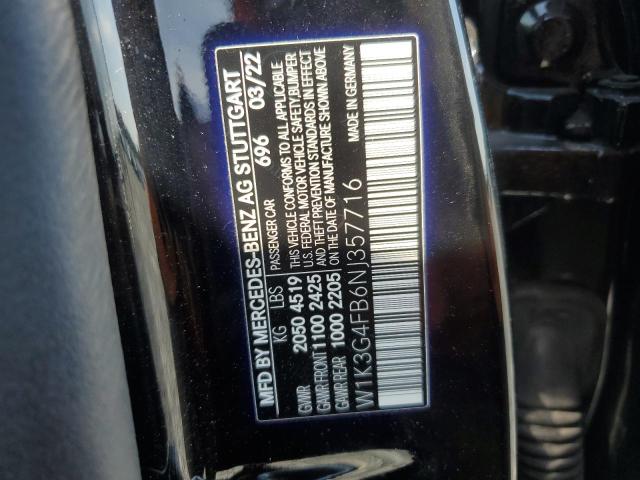 MFD BY MERCEDES-BENZ AG STUTTGART
696 03/22
KG LBS PASSENGER CAR
GVWR 2050 4519
GAWR FRONT 1100 2425
GAWR REAR 1000 2205
THIS VEHICLE CONFORMS TO ALL APPLICABLE
U.S. FEDERAL MOTOR VEHICLE SAFETY, BUMPER
AND THEFT PREVENTION STANDARDS IN EFFECT
ON THE DATE OF MANUFACTURE SHOWN ABOVE
MADE IN GERMANY
W1K3G4FB6NJ357716